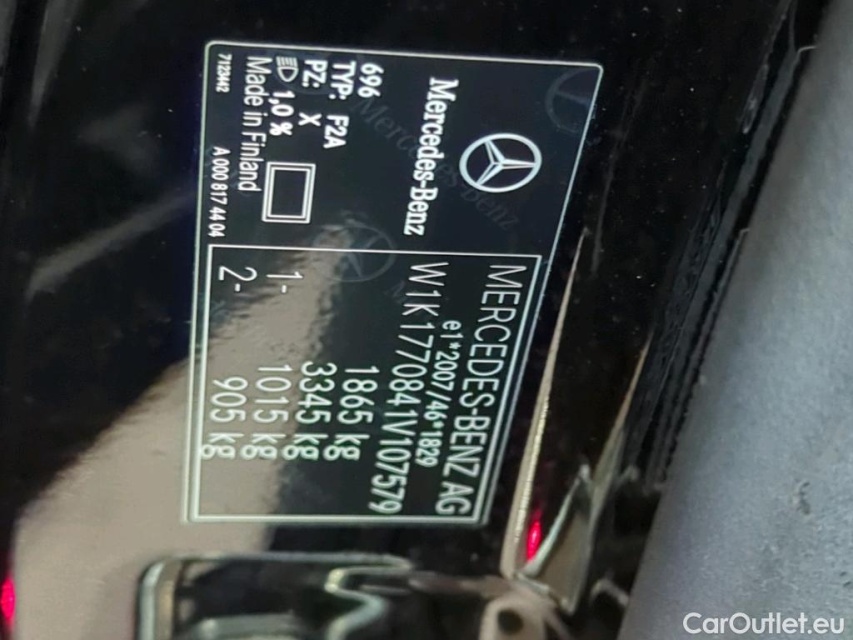 Mercedes-Benz
696
TYP: F2A
PZ: X
1,0 %
Made in Finland
7123442 A 000 817 44 04
MERCEDES-BENZ AG
e1*2007/46*1829
W1K1770841V107579
1865 kg
3345 kg
1- 1015 kg
2- 905 kg
CarOutlet.eu